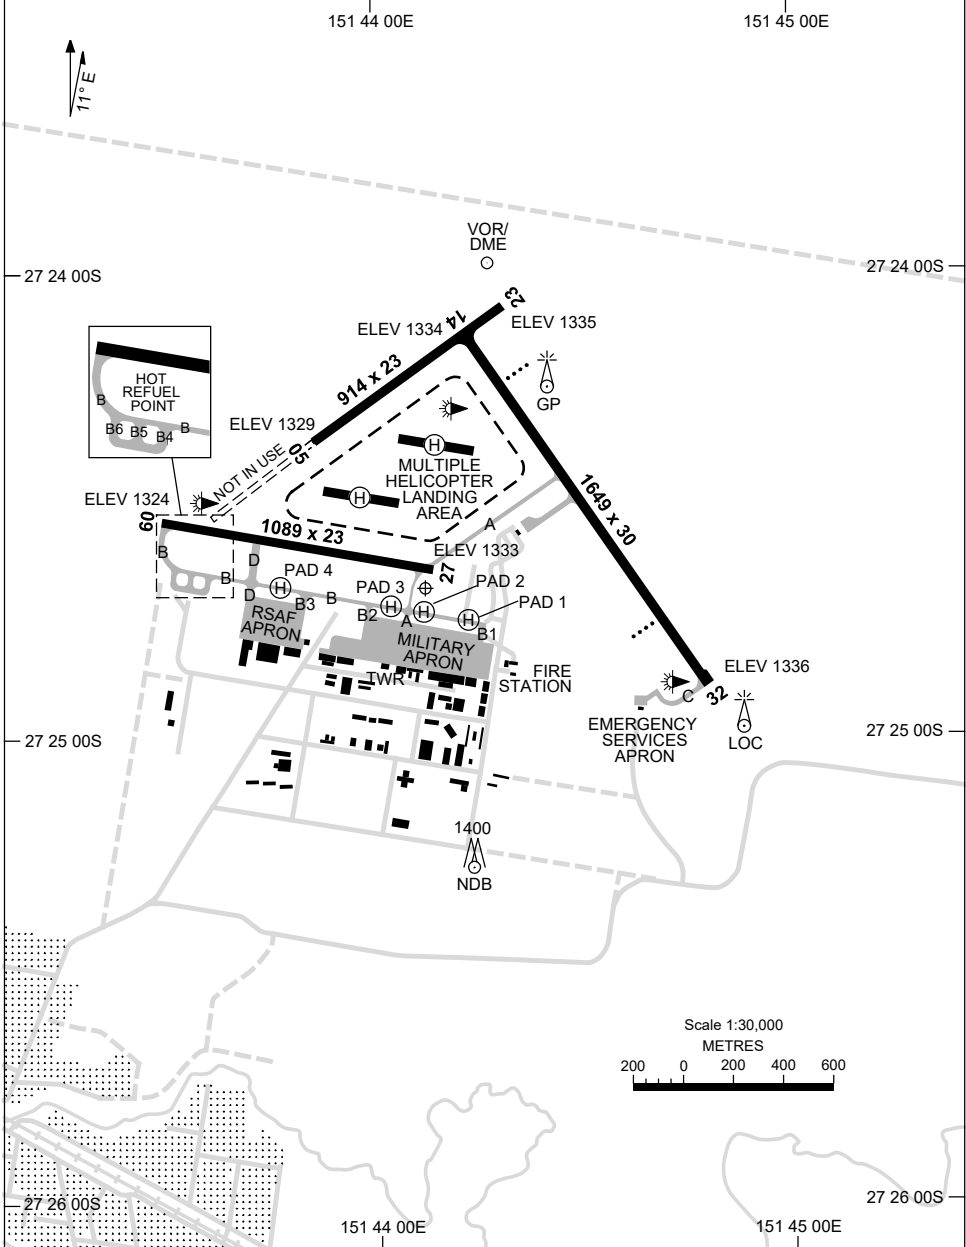 151 44 00E
151 45 00E
11° E
VOR/
DME
27 24 00S
27 24 00S
23
14
ELEV 1334
ELEV 1335
914 x 23
GP
HOT
REFUEL
POINT
B
B6 B5 B4 B
ELEV 1329
05
NOT IN USE
H
MULTIPLE
HELICOPTER
LANDING
AREA
H
ELEV 1324
09
1089 x 23
1649 x 30
A
ELEV 1333
27
B
D
B
D
PAD 4
H
B3
B
PAD 3
H
B2
A
H
PAD 2
H
PAD 1
B1
RSAF
APRON
MILITARY
APRON
TWR
FIRE
STATION
ELEV 1336
32
C
EMERGENCY
SERVICES
APRON
LOC
27 25 00S
27 25 00S
1400
NDB
Scale 1:30,000
METRES
200 0 200 400 600
27 26 00S
27 26 00S
151 44 00E
151 45 00E